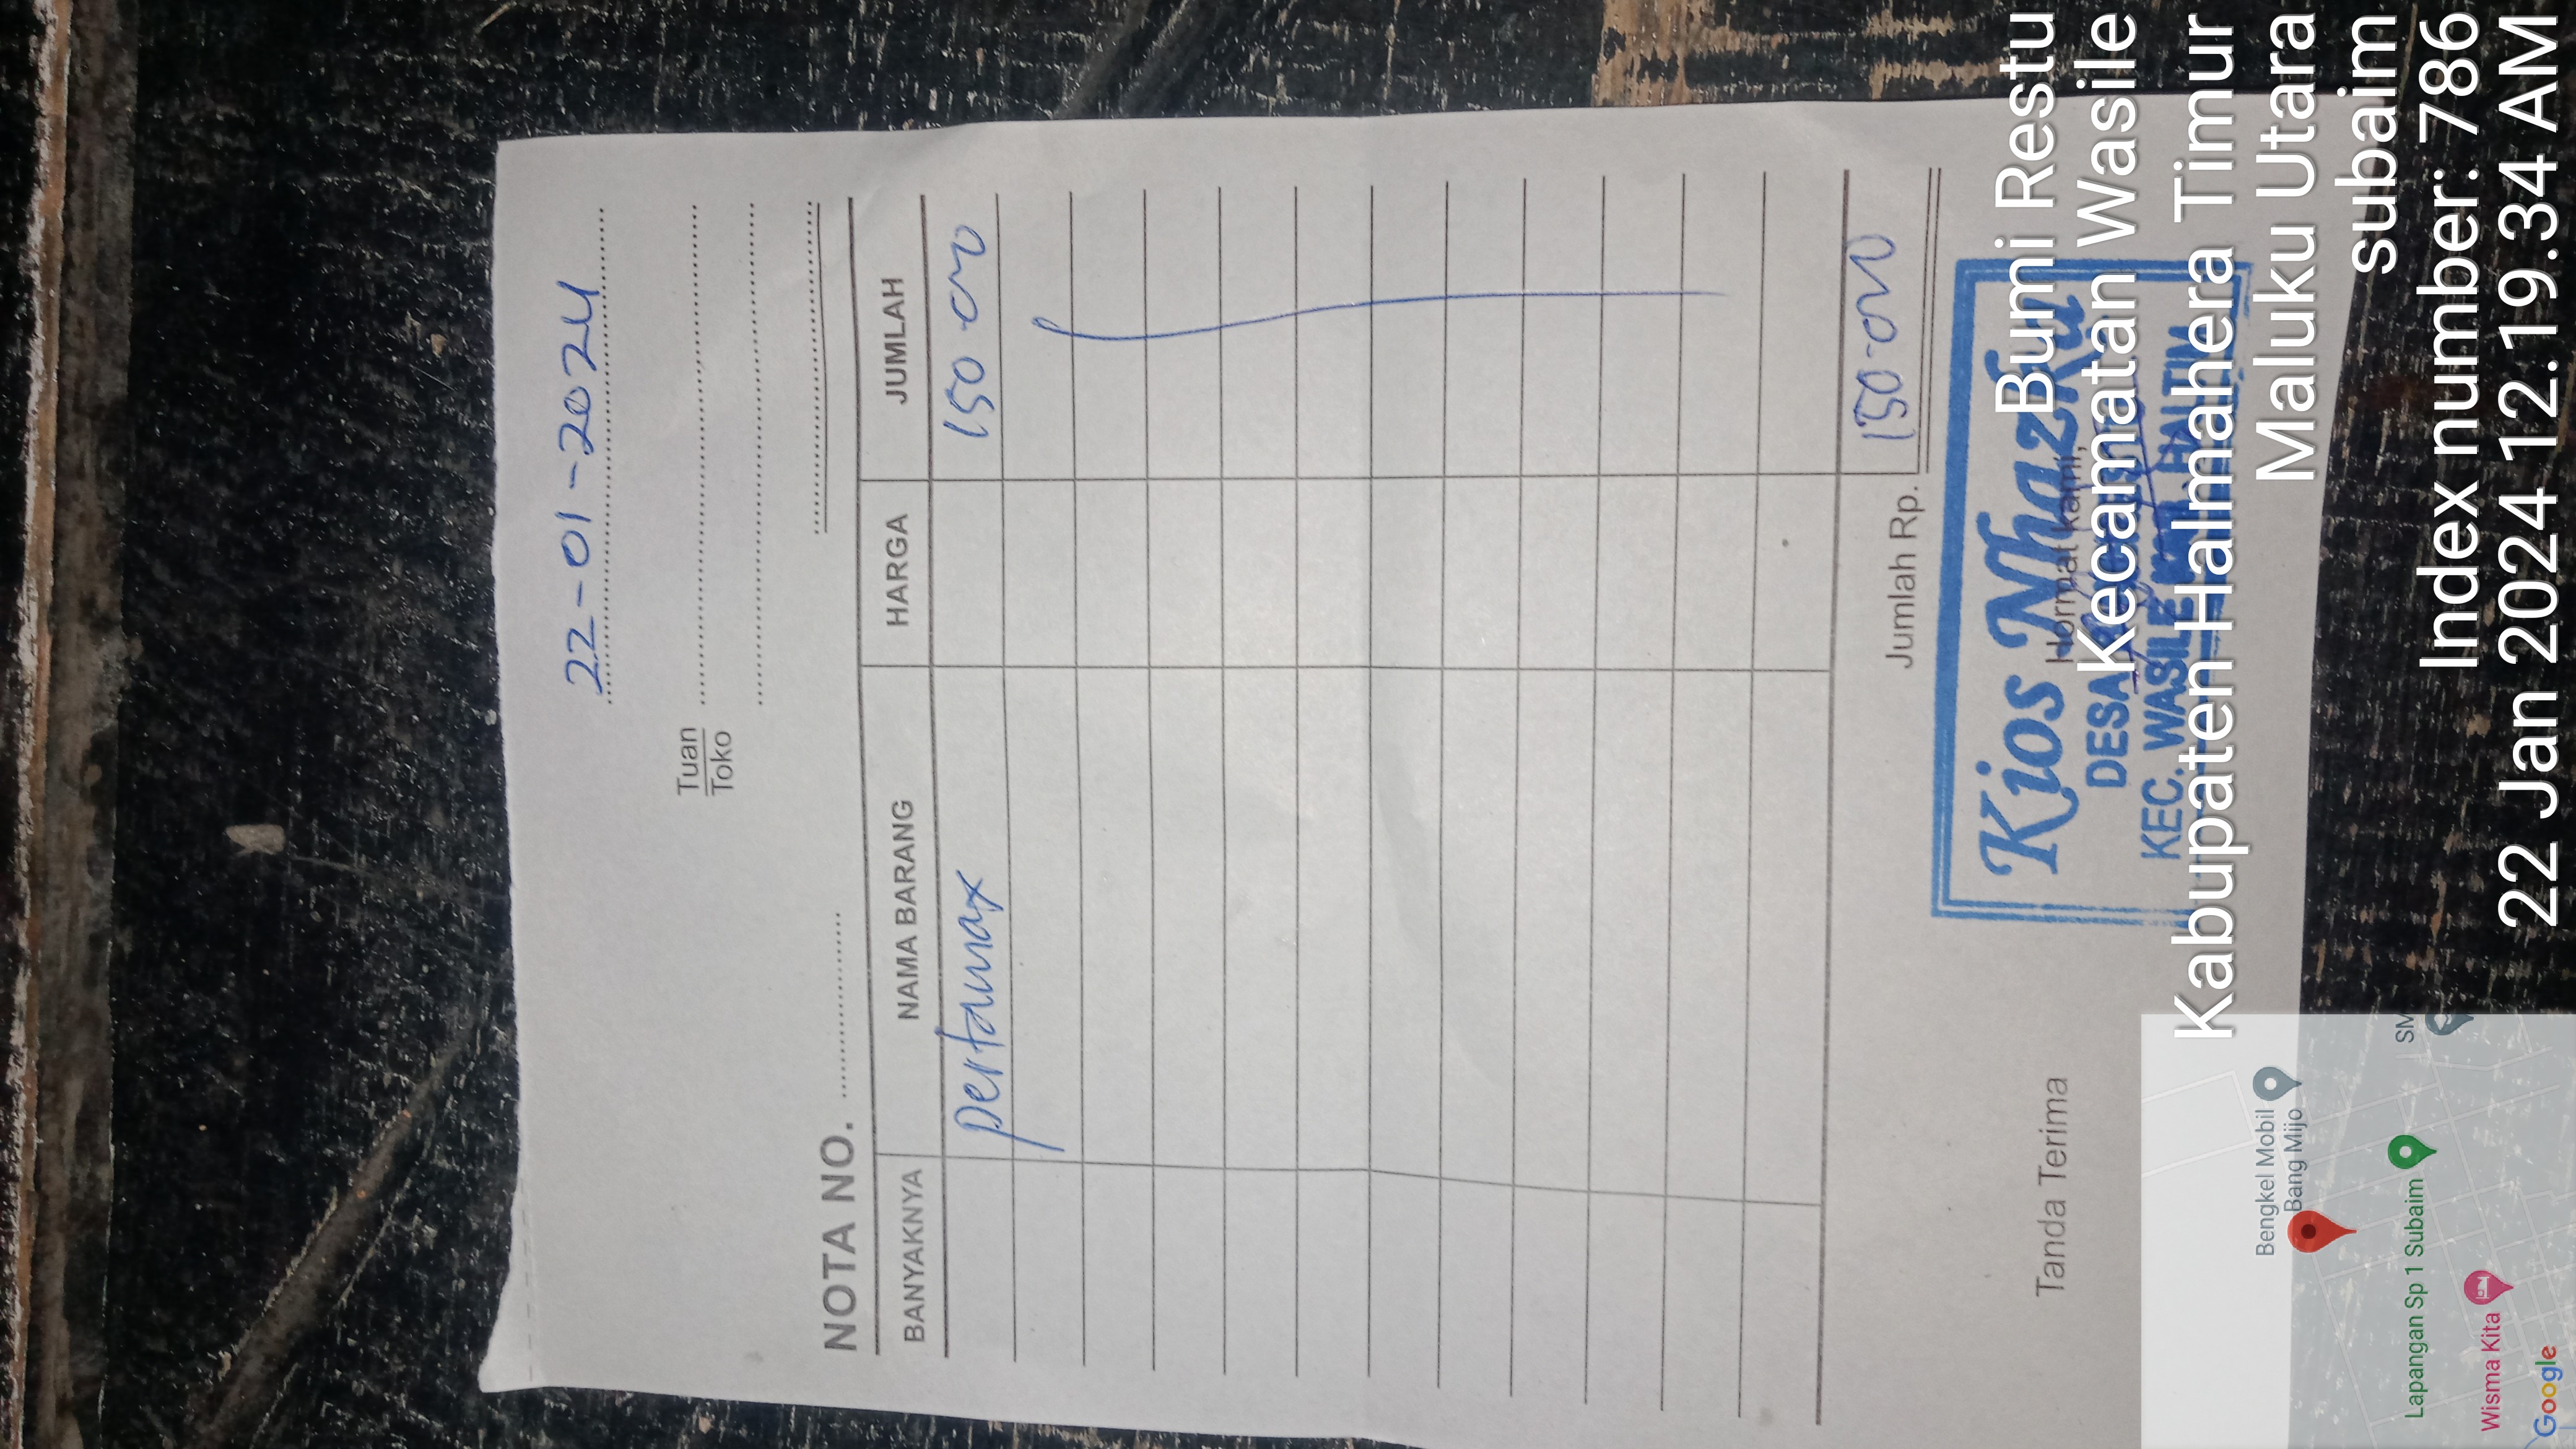 22-01-2024
Tuan
Toko
NOTA NO.
BANYAKNYA NAMA BARANG HARGA JUMLAH
pertamax 150.000
Jumlah Rp. 150.000
Tanda Terima Hormat kami,
Kios Nhazku
DESA
KEC. WASILE HALTIM
Bumi Restu
Kecamatan Wasile
Kabupaten Halmahera Timur
Maluku Utara
subaim
Index number: 786
22 Jan 2024 12.19.34 AM
Bengkel Mobil
Bang Mijo
SM
Lapangan Sp 1 Subaim
Wisma Kita
Google